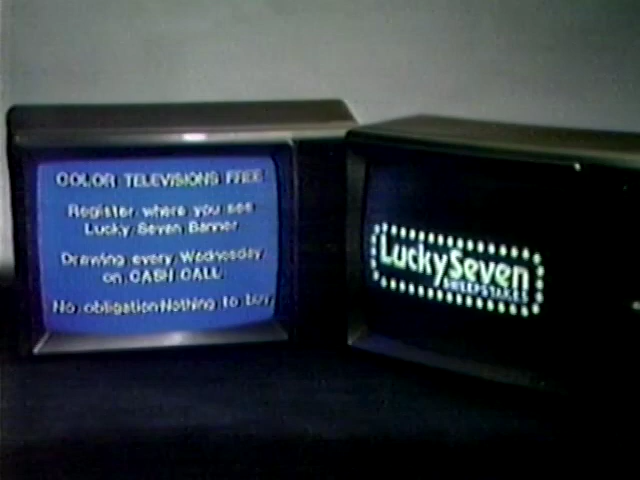 COLOR TELEVISIONS FREE
Register where you see
Lucky Seven Banner
Drawing every Wednesday
on CASH CALL
No obligation-Nothing to buy
LuckySeven
SWEEPSTAKES